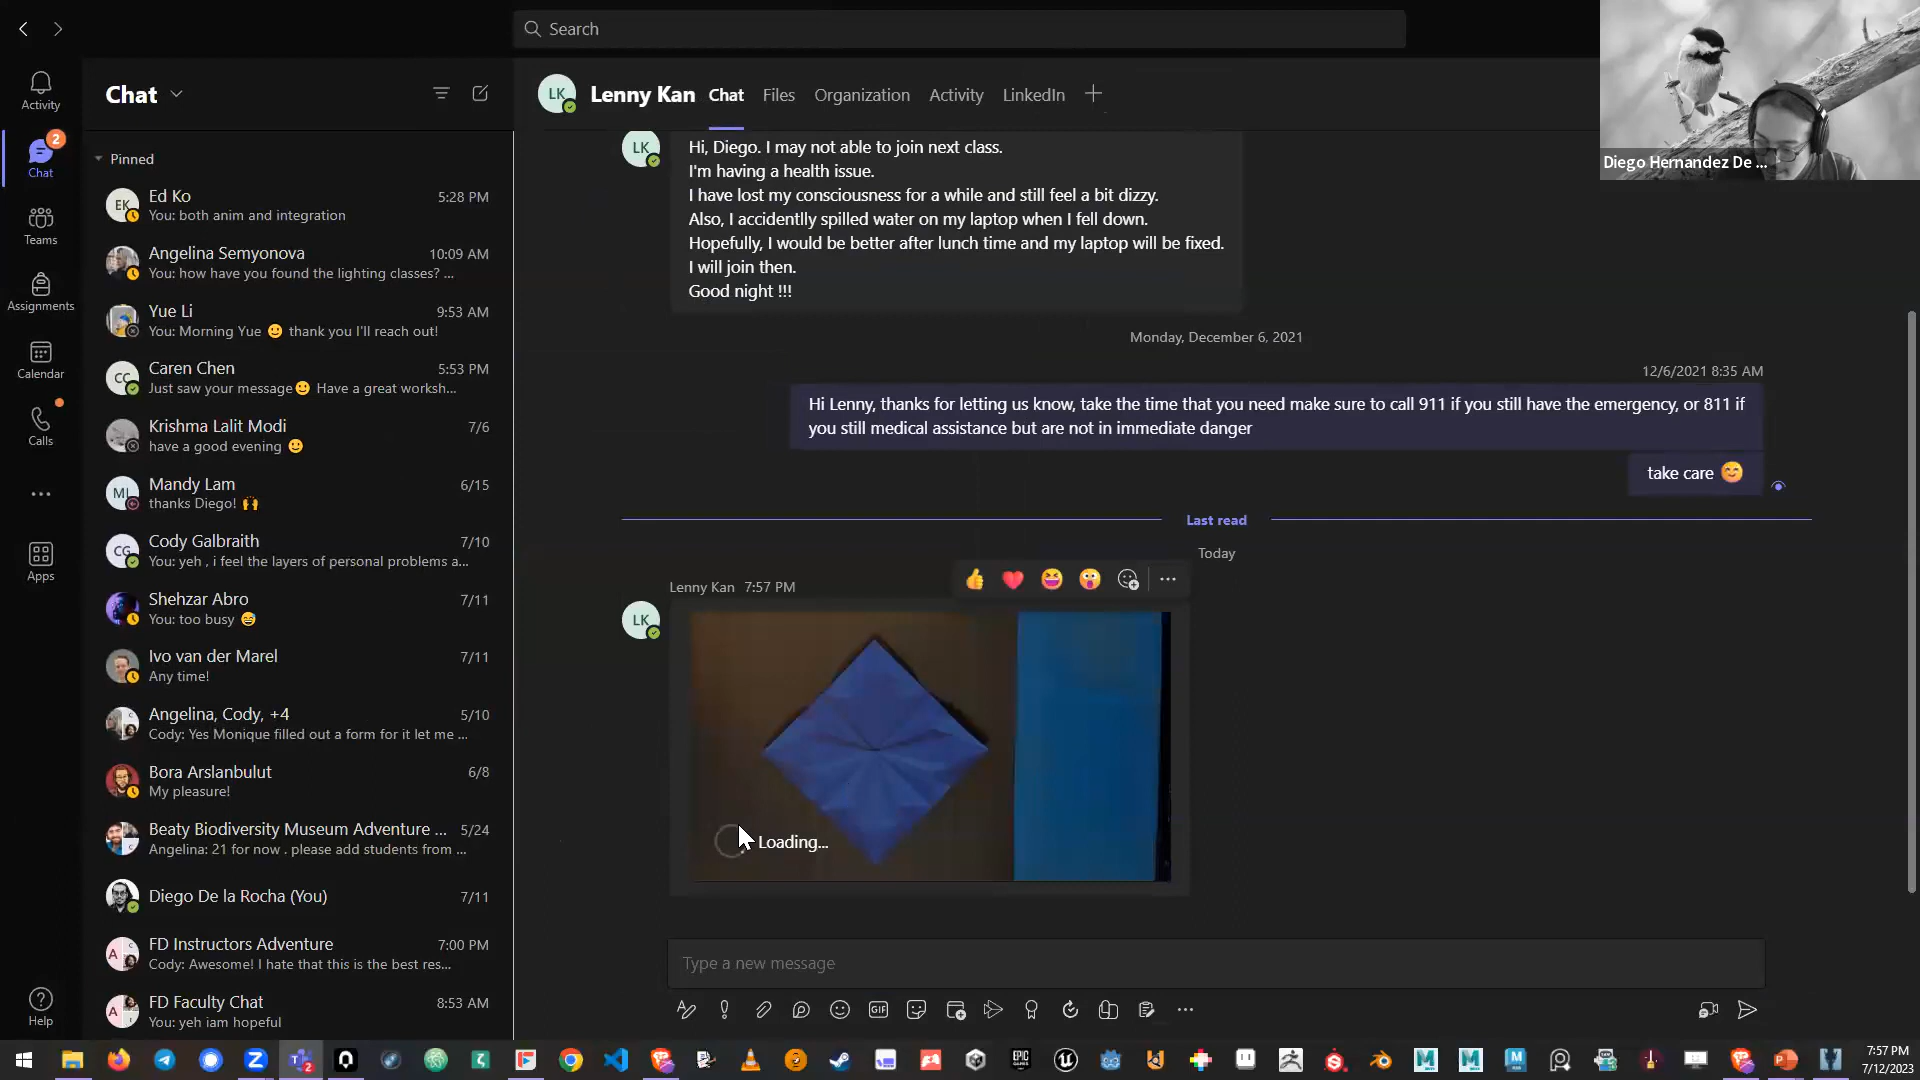 Search
Activity
Chat
2
Teams
Assignments
Calendar
Calls
Apps
Help
Chat
Pinned
EK
Ed Ko
5:28 PM
You: both anim and integration
Angelina Semyonova
10:09 AM
You: how have you found the lighting classes? ...
Yue Li
9:53 AM
You: Morning Yue 🙂 thank you I'll reach out!
CC
Caren Chen
5:53 PM
Just saw your message🙂 Have a great worksh...
Krishma Lalit Modi
7/6
have a good evening 🙂
Mandy Lam
6/15
thanks Diego! 🙌
CG
Cody Galbraith
7/10
You: yeh , i feel the layers of personal problems a...
Shehzar Abro
7/11
You: too busy 😅
Ivo van der Marel
7/11
Any time!
Angelina, Cody, +4
5/10
Cody: Yes Monique filled out a form for it let me ...
Bora Arslanbulut
6/8
My pleasure!
Beaty Biodiversity Museum Adventure ...
5/24
Angelina: 21 for now . please add students from ...
Diego De la Rocha (You)
7/11
FD Instructors Adventure
7:00 PM
Cody: Awesome! I hate that this is the best res...
FD Faculty Chat
8:53 AM
You: yeh iam hopeful
LK
Lenny Kan
Chat
Files
Organization
Activity
LinkedIn
Diego Hernandez De ...
LK
Hi, Diego. I may not able to join next class.
I'm having a health issue.
I have lost my consciousness for a while and still feel a bit dizzy.
Also, I accidentlly spilled water on my laptop when I fell down.
Hopefully, I would be better after lunch time and my laptop will be fixed.
I will join then.
Good night !!!
Monday, December 6, 2021
12/6/2021 8:35 AM
Hi Lenny, thanks for letting us know, take the time that you need make sure to call 911 if you still have the emergency, or 811 if
you still medical assistance but are not in immediate danger
take care 😊
Last read
Today
Lenny Kan 7:57 PM
LK
Loading...
Type a new message
GIF
7:57 PM
7/12/2023